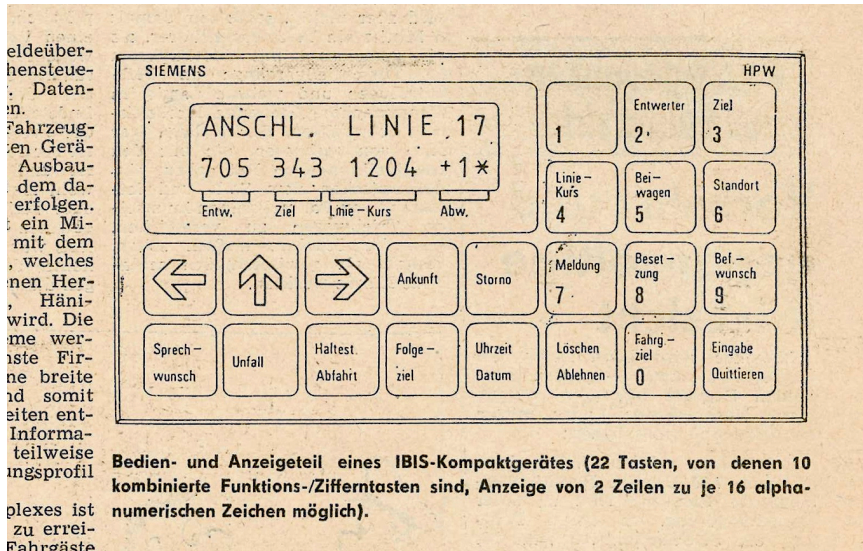 eldeüber-
hensteue-
. Daten-
en.
Fahrzeug-
en Gerä-
Ausbau-
dem da-
erfolgen.
t ein Mi-
mit dem
, welches
nen Her-
, Häni-
wird. Die
eme wer-
nste Fir-
ne breite
nd somit
eiten ent-
Informa-
teilweise
ungsprofil
plexes ist
zu errei-
Fahrgäste
SIEMENS HPW
ANSCHL. LINIE 17
705 343 1204 +1*
Entw. Ziel Linie-Kurs Abw.
1
Entwerter
2
Ziel
3
Linie-
Kurs
4
Bei-
wagen
5
Standort
6
Ankunft
Storno
Meldung
7
Beset-
zung
8
Bef.-
wunsch
9
Sprech-
wunsch
Unfall
Haltest.
Abfahrt
Folge-
ziel
Uhrzeit
Datum
Löschen
Ablehnen
Fahrg.-
ziel
0
Eingabe
Quittieren
Bedien- und Anzeigeteil eines IBIS-Kompaktgerätes (22 Tasten, von denen 10
kombinierte Funktions-/Zifferntasten sind, Anzeige von 2 Zeilen zu je 16 alpha-
numerischen Zeichen möglich).